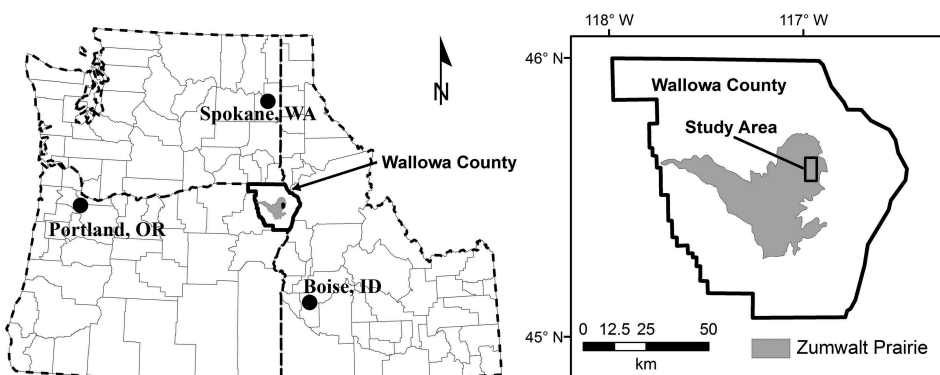 N
Spokane, WA
Wallowa County
Portland, OR
Boise, ID
118° W
117° W
46° N
Wallowa County
Study Area
45° N
0 12.5 25 50
km
Zumwalt Prairie